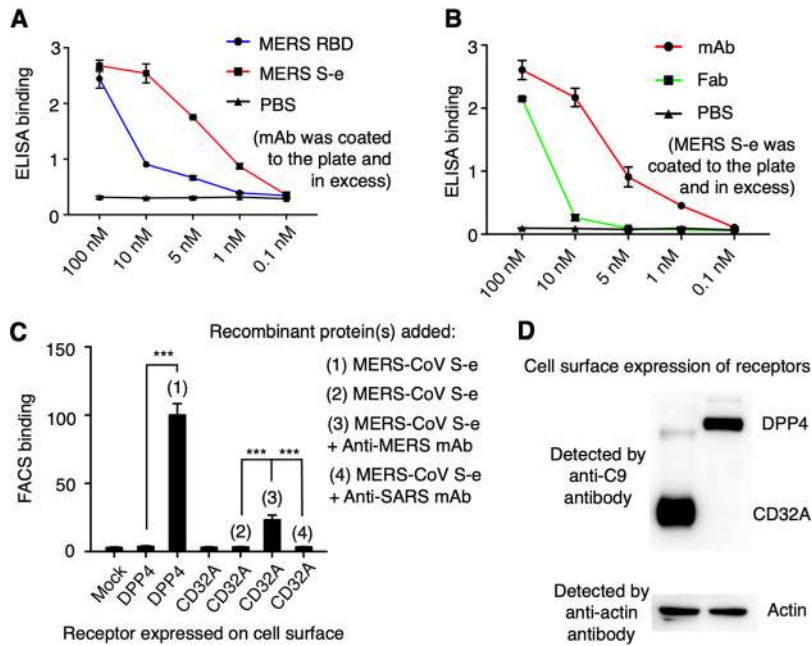 A
ELISA binding
3
2
1
0
100 nM
10 nM
5 nM
1 nM
0.1 nM
MERS RBD
MERS S-e
PBS
(mAb was coated
to the plate and
in excess)
B
ELISA binding
3
2
1
0
100 nM
10 nM
5 nM
1 nM
0.1 nM
mAb
Fab
PBS
(MERS S-e was
coated to the plate
and in excess)
C
FACS binding
150
100
50
0
***
(1)
(2)
***
***
(3)
(4)
Mock
DPP4
DPP4
CD32A
CD32A
CD32A
CD32A
Receptor expressed on cell surface
Recombinant protein(s) added:
(1) MERS-CoV S-e
(2) MERS-CoV S-e
(3) MERS-CoV S-e
+ Anti-MERS mAb
(4) MERS-CoV S-e
+ Anti-SARS mAb
D
Cell surface expression of receptors
Detected by
anti-C9
antibody
DPP4
CD32A
Detected by
anti-actin
antibody
Actin